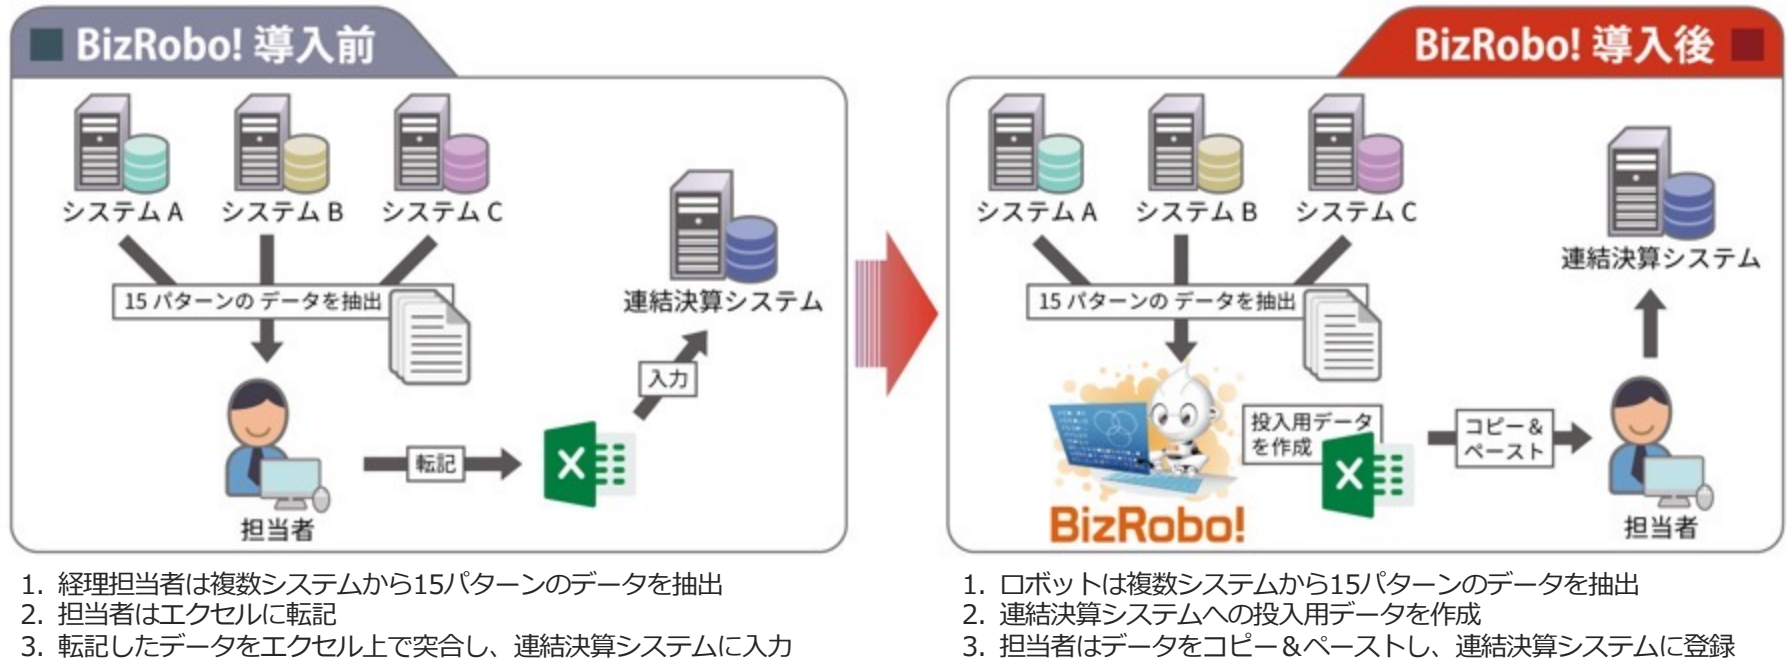 BizRobo! 導入前
システム A
システム B
システム C
15 パターンの データを抽出
連結決算システム
入力
転記
担当者
1. 経理担当者は複数システムから15パターンのデータを抽出
2. 担当者はエクセルに転記
3. 転記したデータをエクセル上で突合し、連結決算システムに入力
BizRobo! 導入後
システム A
システム B
システム C
連結決算システム
15 パターンの データを抽出
投入用データ
を作成
コピー &
ペースト
BizRobo!
担当者
1. ロボットは複数システムから15パターンのデータを抽出
2. 連結決算システムへの投入用データを作成
3. 担当者はデータをコピー＆ペーストし、連結決算システムに登録